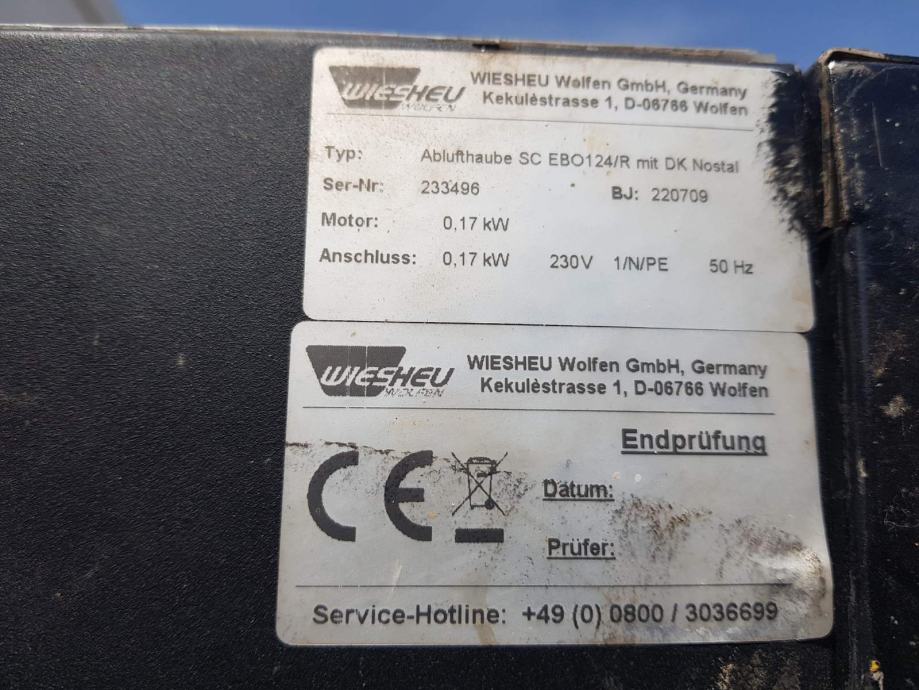 WIESHEU
WOLFEN
WIESHEU Wolfen GmbH, Germany
Kekulèstrasse 1, D-06766 Wolfen
Typ: Ablufthaube SC EBO124/R mit DK Nostal
Ser-Nr: 233496 BJ: 220709
Motor: 0,17 kW
Anschluss: 0,17 kW 230V 1/N/PE 50 Hz
WIESHEU
WOLFEN
WIESHEU Wolfen GmbH, Germany
Kekulèstrasse 1, D-06766 Wolfen
Endprüfung
CE
Datum:
Prüfer:
Service-Hotline: +49 (0) 0800 / 3036699